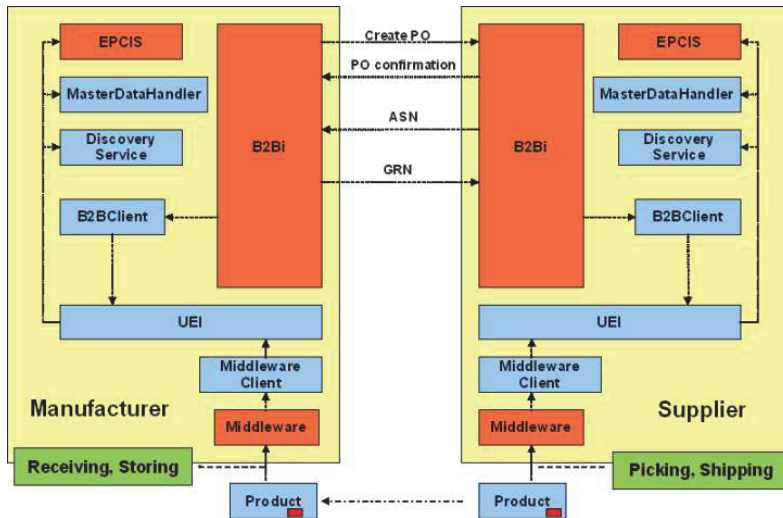 EPCIS
MasterDataHandler
Discovery
Service
B2BClient
B2Bi
UEI
Middleware
Client
Middleware
Manufacturer
Receiving, Storing
Product
Create PO
PO confirmation
ASN
GRN
B2Bi
EPCIS
MasterDataHandler
Discovery
Service
B2BClient
UEI
Middleware
Client
Middleware
Supplier
Picking, Shipping
Product